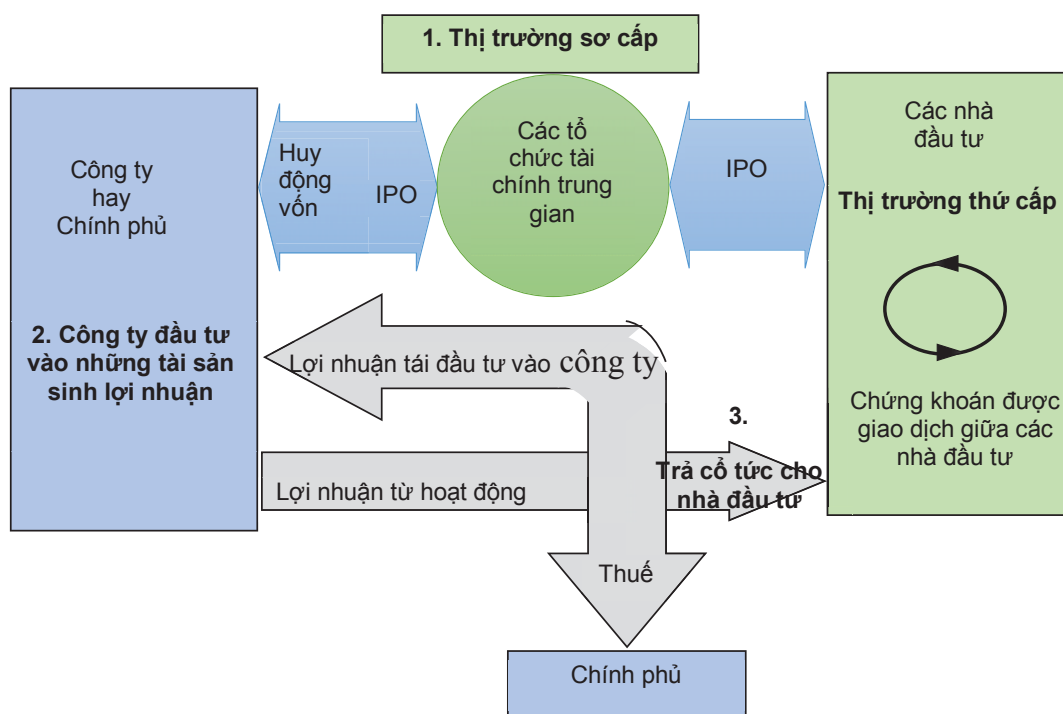 1. Thị trường sơ cấp
Công ty
hay
Chính phủ
2. Công ty đầu tư
vào những tài sản
sinh lợi nhuận
Huy
động
vốn
IPO
Các tổ
chức tài
chính trung
gian
IPO
Các nhà
đầu tư
Thị trường thứ cấp
Chứng khoán được
giao dịch giữa các
nhà đầu tư
Lợi nhuận tái đầu tư vào công ty
3.
Trả cổ tức cho
nhà đầu tư
Lợi nhuận từ hoạt động
Thuế
Chính phủ